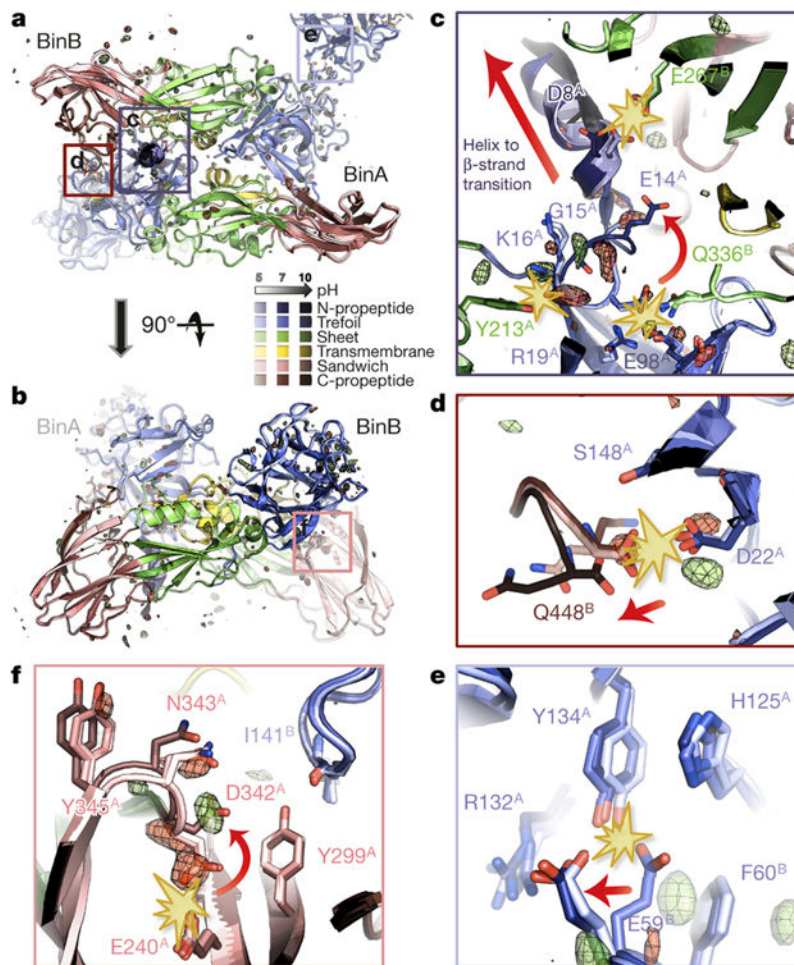 a
BinB
e
c
d
BinA
90°
5 7 10
pH
N-propeptide
Trefoil
Sheet
Transmembrane
Sandwich
C-propeptide
b
BinA
BinB
c
E267ᴮ
D8ᴬ
Helix to
β-strand
transition
E14ᴬ
G15ᴬ
K16ᴬ
Q336ᴮ
Y213ᴬ
R19ᴬ
E98ᴬ
d
S148ᴬ
D22ᴬ
Q448ᴮ
f
N343ᴬ
I141ᴮ
D342ᴬ
Y345ᴬ
Y299ᴬ
E240ᴬ
e
Y134ᴬ
H125ᴬ
R132ᴬ
F60ᴮ
E59ᴮ